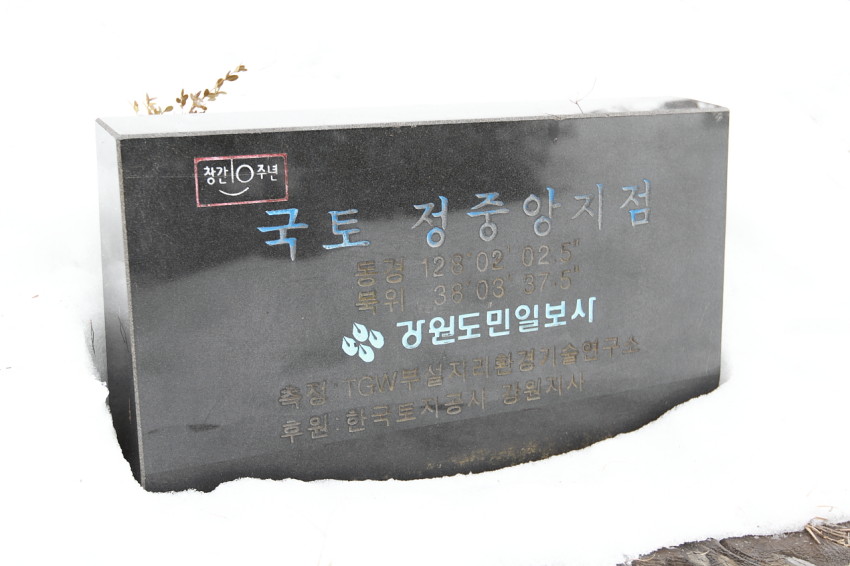 창간10주년
국토 정중앙지점
동경 128°02' 02.5"
북위 38°03' 37.5"
강원도민일보사
측정:TGW부설지리환경기술연구소
후원:한국토지공사 강원지사